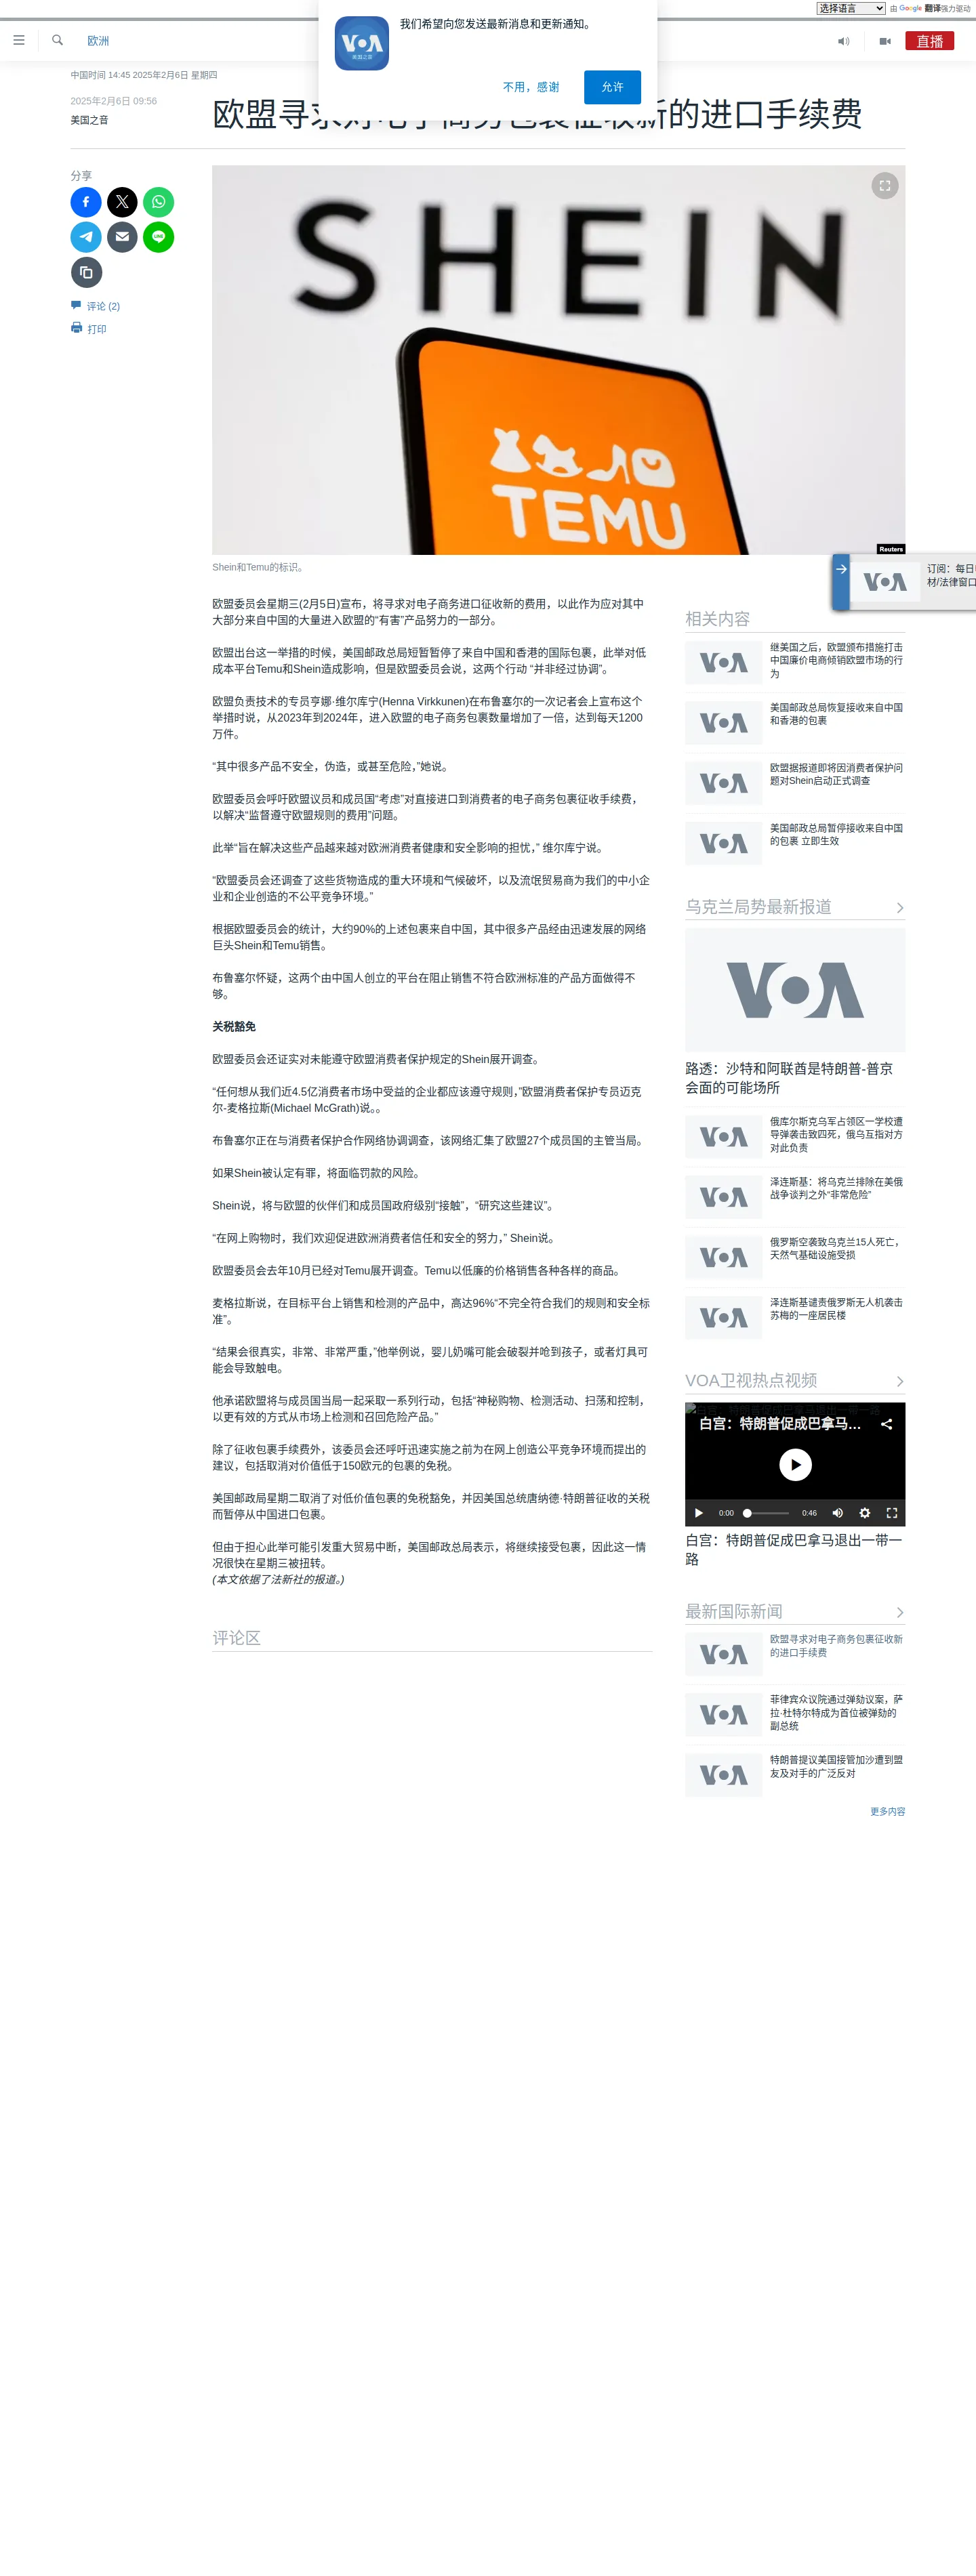 选择语言
由 Google 翻译强力驱动
我们希望向您发送最新消息和更新通知。
VOA
美国之音
不用，感谢
允许
欧洲
直播
中国时间 14:45 2025年2月6日 星期四
2025年2月6日 09:56
美国之音
欧盟寻求对电子商务包裹征收新的进口手续费
分享
LINE
评论 (2)
打印
SHEIN
TEMU
Reuters
Shein和Temu的标识。
VOA
订阅：每日
材/法律窗口
欧盟委员会星期三(2月5日)宣布，将寻求对电子商务进口征收新的费用，以此作为应对其中
大部分来自中国的大量进入欧盟的“有害”产品努力的一部分。
欧盟出台这一举措的时候，美国邮政总局短暂暂停了来自中国和香港的国际包裹，此举对低
成本平台Temu和Shein造成影响，但是欧盟委员会说，这两个行动 “并非经过协调”。
欧盟负责技术的专员亨娜·维尔库宁(Henna Virkkunen)在布鲁塞尔的一次记者会上宣布这个
举措时说，从2023年到2024年，进入欧盟的电子商务包裹数量增加了一倍，达到每天1200
万件。
“其中很多产品不安全，伪造，或甚至危险，”她说。
欧盟委员会呼吁欧盟议员和成员国“考虑”对直接进口到消费者的电子商务包裹征收手续费，
以解决“监督遵守欧盟规则的费用”问题。
此举“旨在解决这些产品越来越对欧洲消费者健康和安全影响的担忧，” 维尔库宁说。
“欧盟委员会还调查了这些货物造成的重大环境和气候破坏，以及流氓贸易商为我们的中小企
业和企业创造的不公平竞争环境。”
根据欧盟委员会的统计，大约90%的上述包裹来自中国，其中很多产品经由迅速发展的网络
巨头Shein和Temu销售。
布鲁塞尔怀疑，这两个由中国人创立的平台在阻止销售不符合欧洲标准的产品方面做得不
够。
关税豁免
欧盟委员会还证实对未能遵守欧盟消费者保护规定的Shein展开调查。
“任何想从我们近4.5亿消费者市场中受益的企业都应该遵守规则，”欧盟消费者保护专员迈克
尔-麦格拉斯(Michael McGrath)说。。
布鲁塞尔正在与消费者保护合作网络协调调查，该网络汇集了欧盟27个成员国的主管当局。
如果Shein被认定有罪，将面临罚款的风险。
Shein说，将与欧盟的伙伴们和成员国政府级别“接触”，“研究这些建议”。
“在网上购物时，我们欢迎促进欧洲消费者信任和安全的努力，” Shein说。
欧盟委员会去年10月已经对Temu展开调查。Temu以低廉的价格销售各种各样的商品。
麦格拉斯说，在目标平台上销售和检测的产品中，高达96%“不完全符合我们的规则和安全标
准”。
“结果会很真实，非常、非常严重，”他举例说，婴儿奶嘴可能会破裂并呛到孩子，或者灯具可
能会导致触电。
他承诺欧盟将与成员国当局一起采取一系列行动，包括“神秘购物、检测活动、扫荡和控制，
以更有效的方式从市场上检测和召回危险产品。”
除了征收包裹手续费外，该委员会还呼吁迅速实施之前为在网上创造公平竞争环境而提出的
建议，包括取消对价值低于150欧元的包裹的免税。
美国邮政局星期二取消了对低价值包裹的免税豁免，并因美国总统唐纳德·特朗普征收的关税
而暂停从中国进口包裹。
但由于担心此举可能引发重大贸易中断，美国邮政总局表示，将继续接受包裹，因此这一情
况很快在星期三被扭转。
(本文依据了法新社的报道。)
评论区
相关内容
VOA
继美国之后，欧盟颁布措施打击
中国廉价电商倾销欧盟市场的行
为
VOA
美国邮政总局恢复接收来自中国
和香港的包裹
VOA
欧盟据报道即将因消费者保护问
题对Shein启动正式调查
VOA
美国邮政总局暂停接收来自中国
的包裹 立即生效
乌克兰局势最新报道
VOA
路透：沙特和阿联酋是特朗普-普京
会面的可能场所
VOA
俄库尔斯克乌军占领区一学校遭
导弹袭击致四死，俄乌互指对方
对此负责
VOA
泽连斯基：将乌克兰排除在美俄
战争谈判之外“非常危险”
VOA
俄罗斯空袭致乌克兰15人死亡，
天然气基础设施受损
VOA
泽连斯基谴责俄罗斯无人机袭击
苏梅的一座居民楼
VOA卫视热点视频
白宫：特朗普促成巴拿马退出一带一路
白宫：特朗普促成巴拿马...
0:00
0:46
白宫：特朗普促成巴拿马退出一带一
路
最新国际新闻
VOA
欧盟寻求对电子商务包裹征收新
的进口手续费
VOA
菲律宾众议院通过弹劾议案，萨
拉·杜特尔特成为首位被弹劾的
副总统
VOA
特朗普提议美国接管加沙遭到盟
友及对手的广泛反对
更多内容